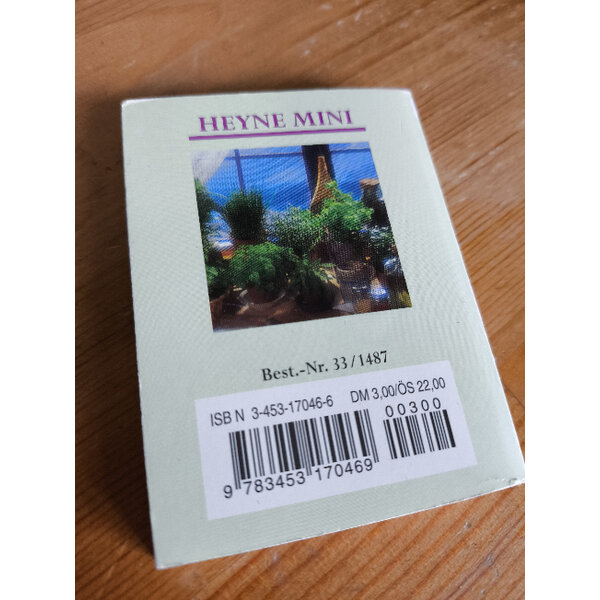 HEYNE MINI
Best.-Nr. 33/1487
ISBN 3-453-17046-6 DM 3,00/ÖS 22,00
00300
9 783453 170469